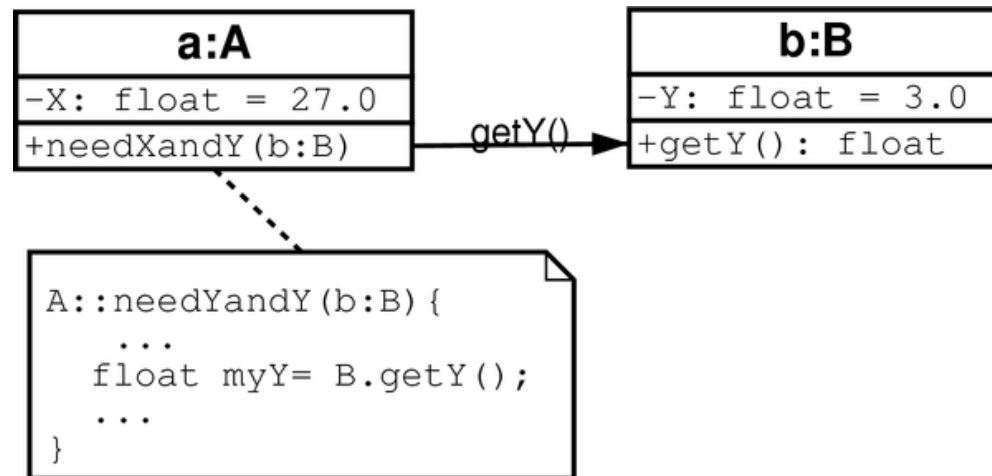 a:A
-X: float = 27.0
+needXandY(b:B)
getY()
b:B
-Y: float = 3.0
+getY(): float
A::needYandY(b:B){
...
float myY= B.getY();
...
}